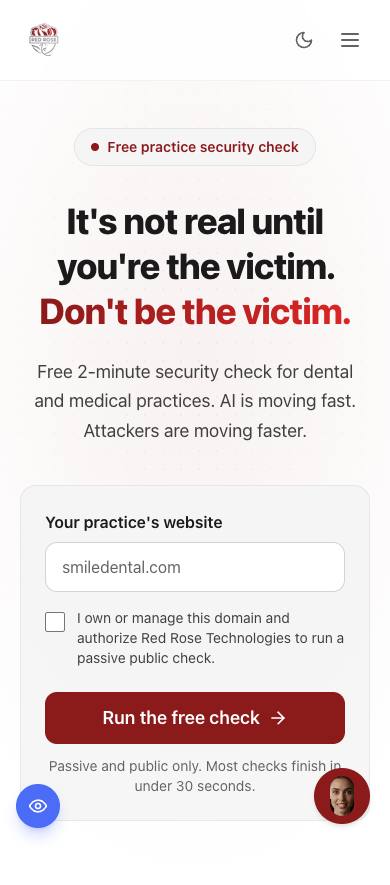 RED ROSE
Free practice security check
It's not real until
you're the victim.
Don't be the victim.
Free 2-minute security check for dental
and medical practices. AI is moving fast.
Attackers are moving faster.
Your practice's website
smiledental.com
I own or manage this domain and
authorize Red Rose Technologies to run a
passive public check.
Run the free check →
Passive and public only. Most checks finish in
under 30 seconds.